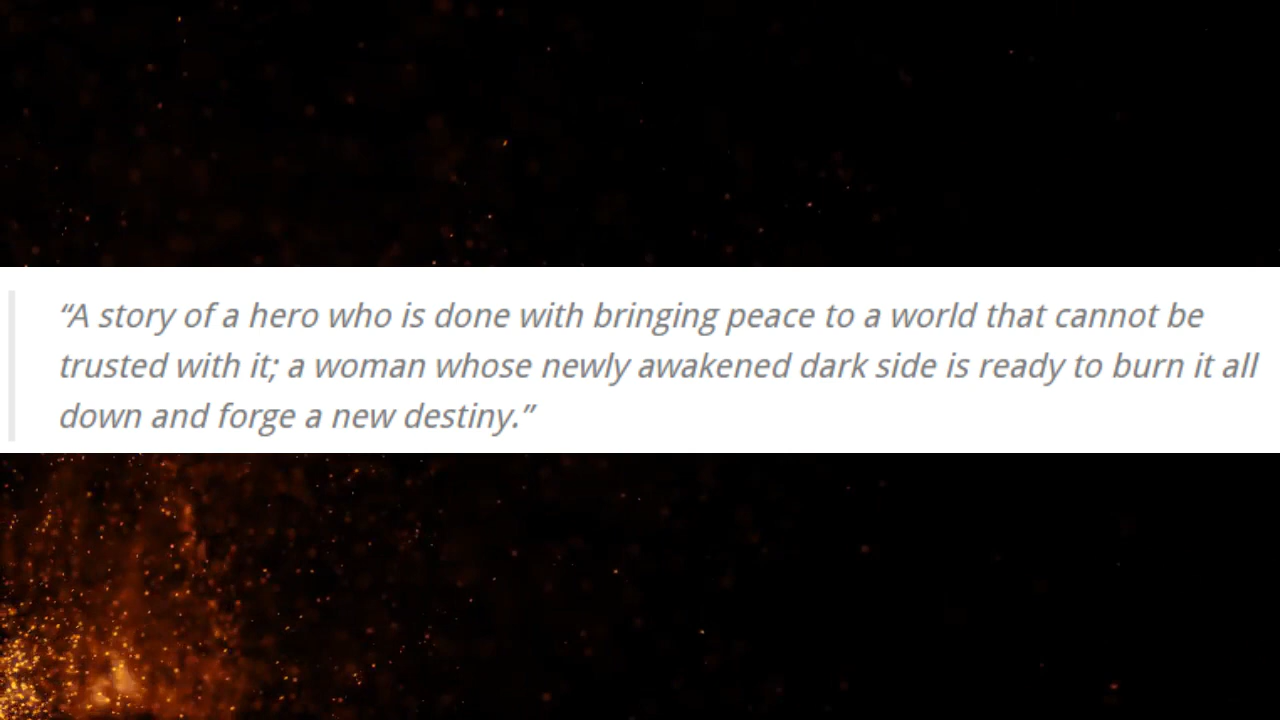 “A story of a hero who is done with bringing peace to a world that cannot be
trusted with it; a woman whose newly awakened dark side is ready to burn it all
down and forge a new destiny.”